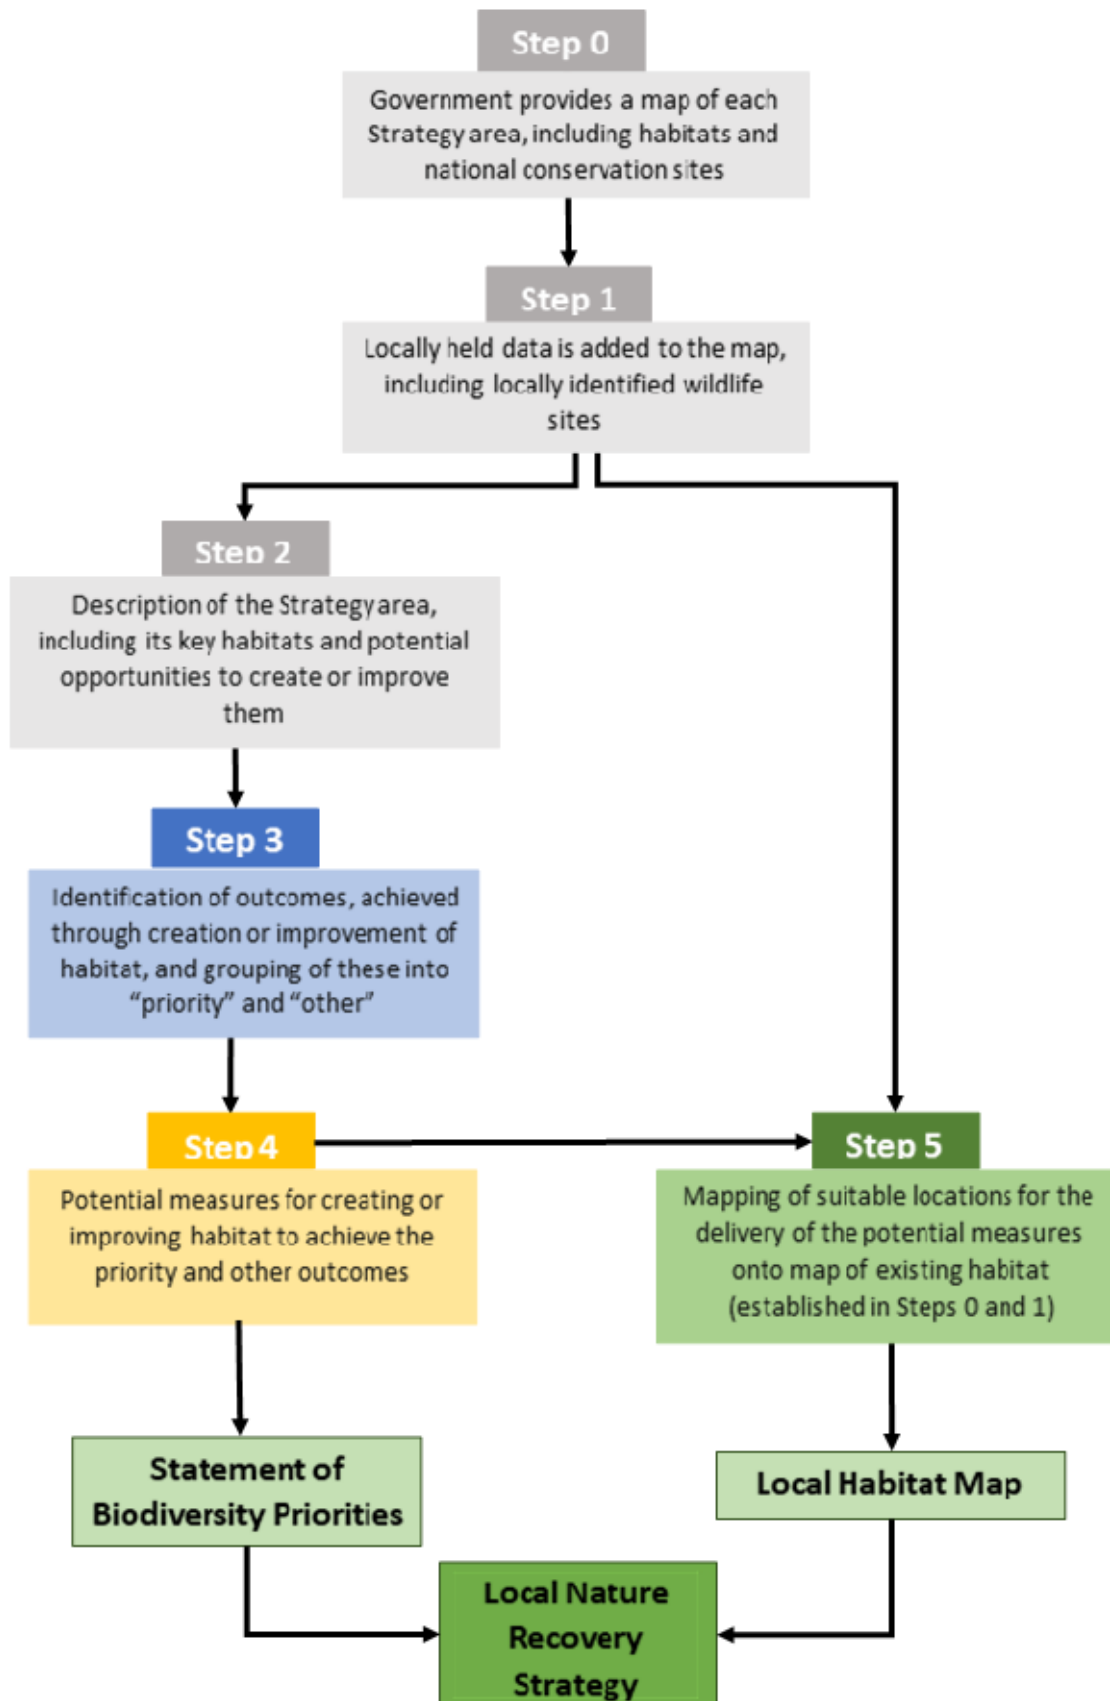 Step 0
Government provides a map of each
Strategy area, including habitats and
national conservation sites
Step 1
Locally held data is added to the map,
including locally identified wildlife
sites
Step 2
Description of the Strategy area,
including its key habitats and potential
opportunities to create or improve
them
Step 3
Identification of outcomes, achieved
through creation or improvement of
habitat, and grouping of these into
“priority” and “other”
Step 4
Potential measures for creating or
improving habitat to achieve the
priority and other outcomes
Step 5
Mapping of suitable locations for the
delivery of the potential measures
onto map of existing habitat
(established in Steps 0 and 1)
Statement of
Biodiversity Priorities
Local Habitat Map
Local Nature
Recovery
Strategy